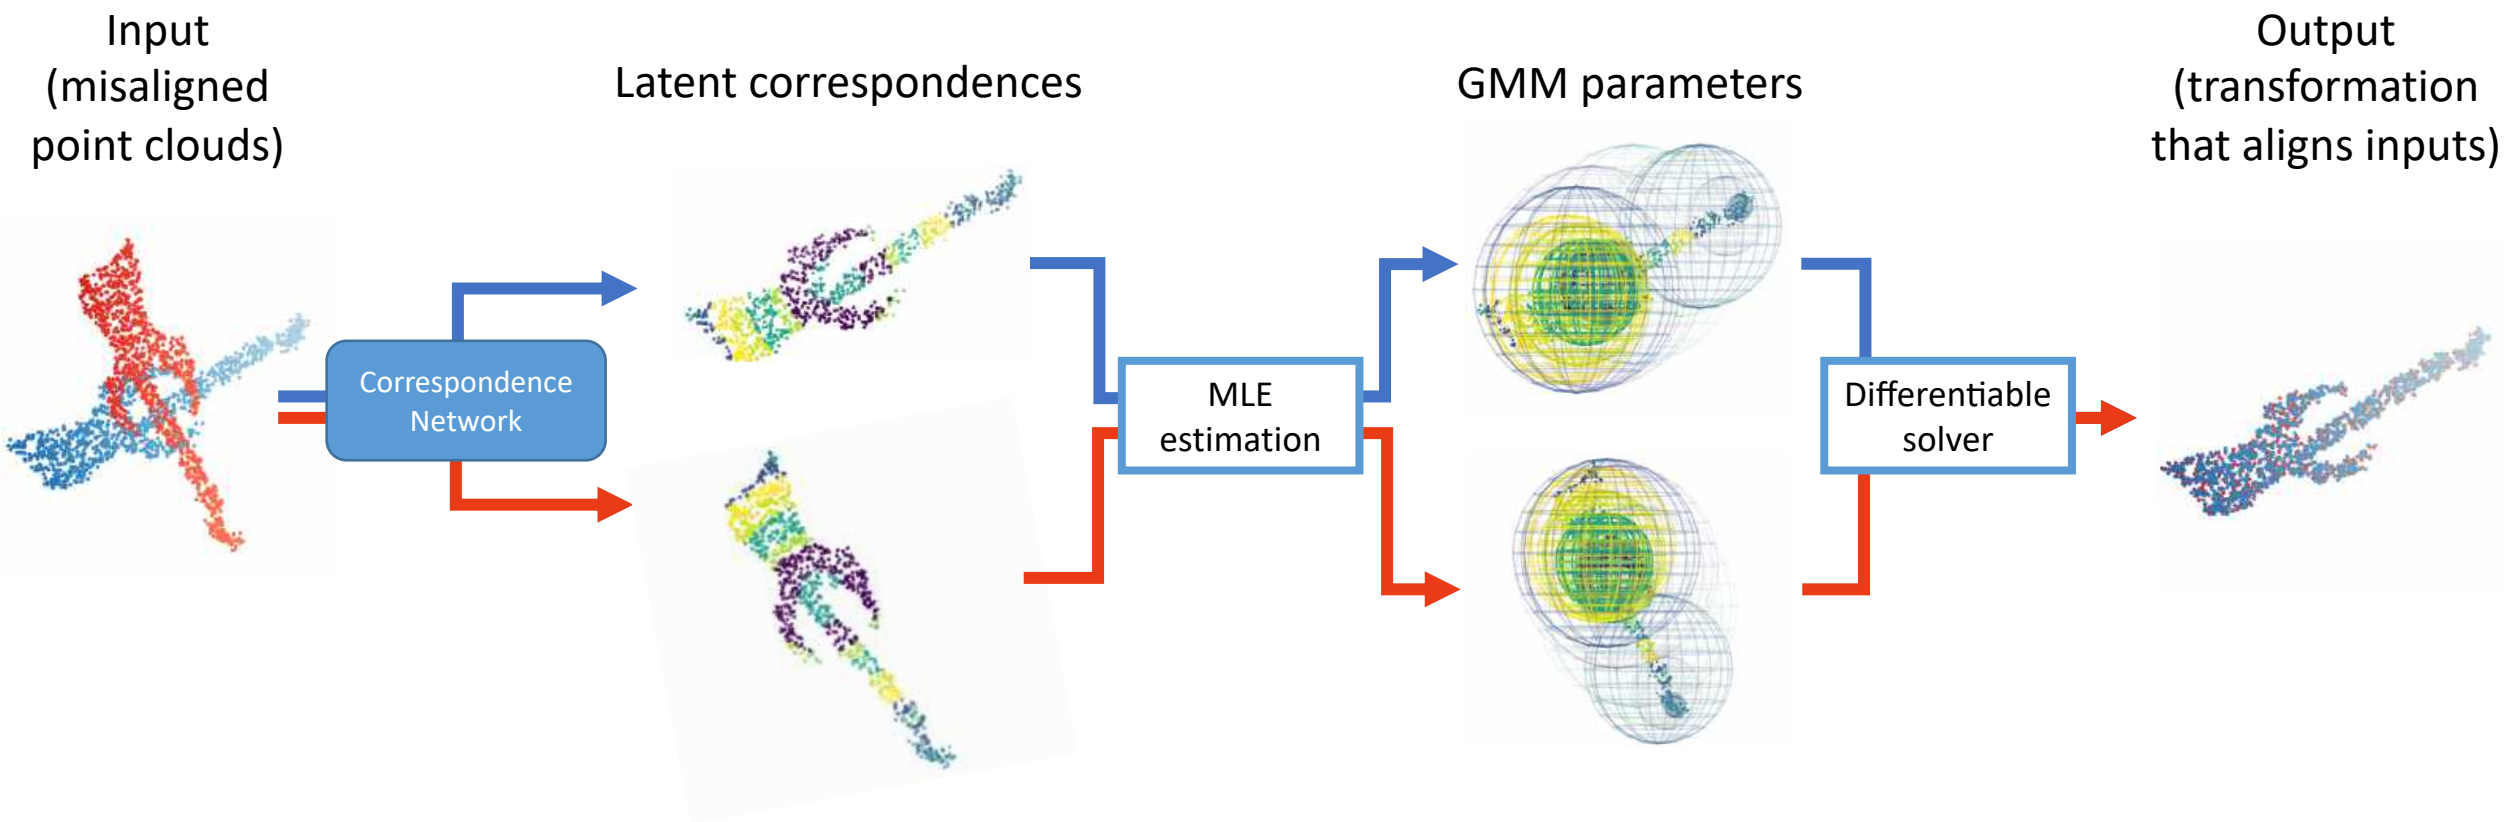 Input
(misaligned
point clouds)
Latent correspondences
GMM parameters
Output
(transformation
that aligns inputs)
Correspondence
Network
MLE
estimation
Differentiable
solver